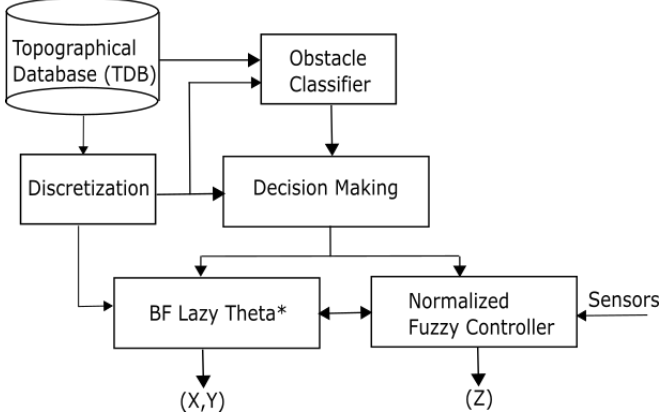 Topographical
Database (TDB)
Obstacle
Classifier
Discretization
Decision Making
BF Lazy Theta*
Normalized
Fuzzy Controller
Sensors
(X,Y)
(Z)